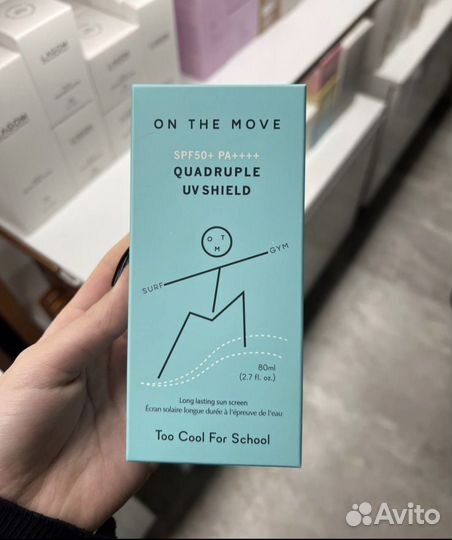 ON THE MOVE
SPF50+ PA++++
QUADRUPLE
UV SHIELD
O T
M
SURF
GYM
80ml
(2.7 fl. oz.)
Long lasting sun screen
Écran solaire longue durée à l'épreuve de l'eau
Too Cool For School
Avito